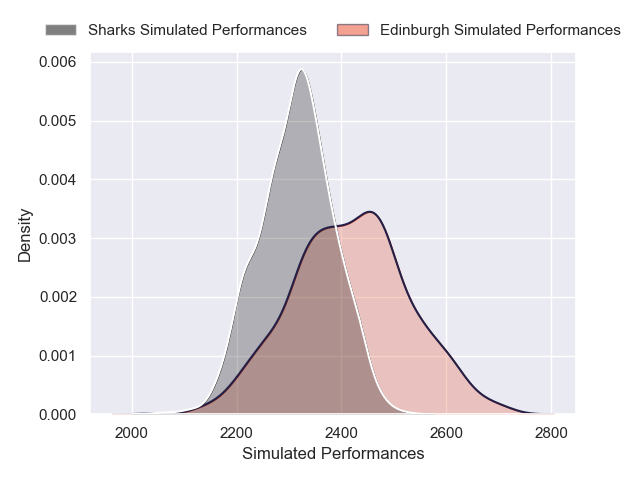 Sharks Simulated Performances Edinburgh Simulated Performances
0.006
0.005
0.004
0.003
0.002
0.001
0.000
Density
2000 2200 2400 2600 2800
Simulated Performances